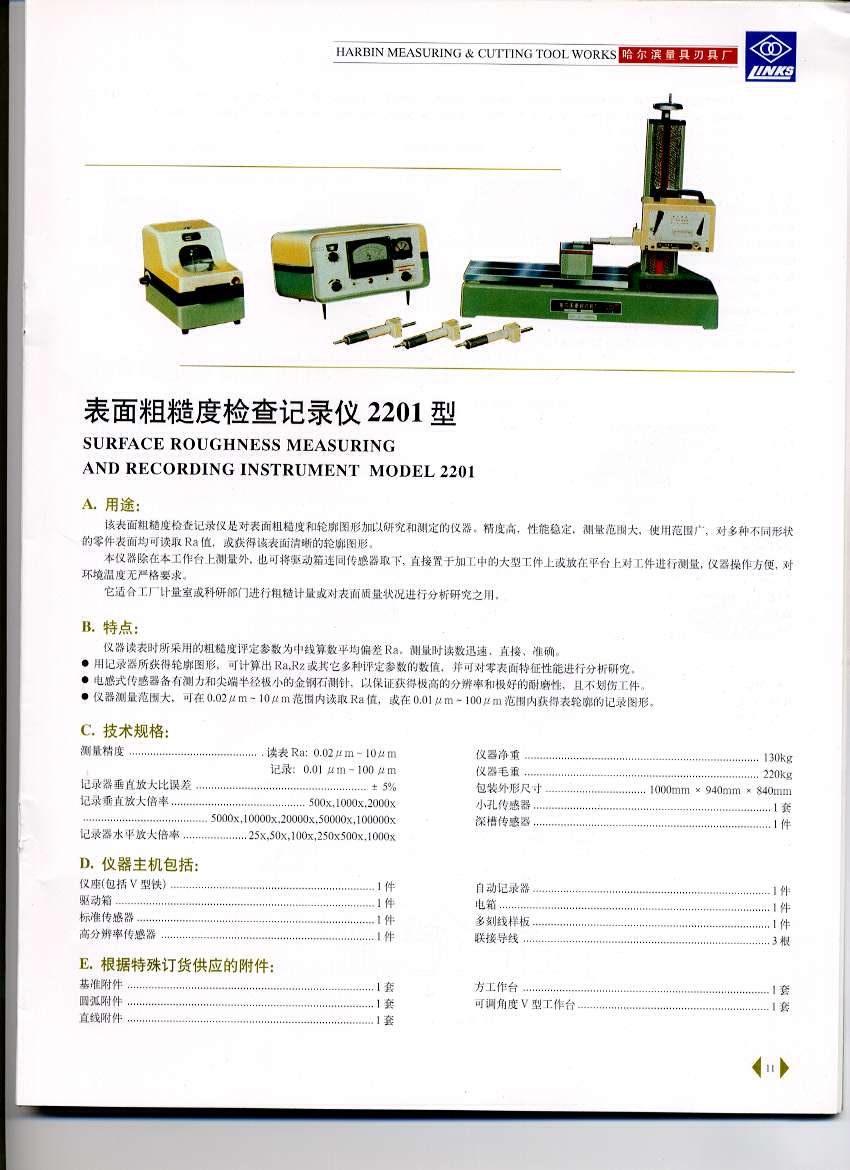 HARBIN MEASURING & CUTTING TOOL WORKS 哈尔滨量具刃具厂
LINKS
表面粗糙度检查记录仪 2201 型
SURFACE ROUGHNESS MEASURING
AND RECORDING INSTRUMENT MODEL 2201
A. 用途:
该表面粗糙度检查记录仪是对表面粗糙度和轮廓图形加以研究和测定的仪器。精度高,性能稳定,测量范围大,使用范围广,对多种不同形状
的零件表面均可读取 Ra 值,或获得该表面清晰的轮廓图形。
本仪器除在本工作台上测量外,也可将驱动箱连同传感器取下,直接置于加工中的大型工件上或放在平台上对工件进行测量,仪器操作方便,对
环境温度无严格要求。
它适合工厂计量室或科研部门进行粗糙计量或对表面质量状况进行分析研究之用。
B. 特点:
仪器读表时所采用的粗糙度评定参数为中线算数平均偏差 Ra。测量时读数迅速、直接、准确。
● 用记录器所获得轮廓图形,可计算出 Ra,Rz 或其它多种评定参数的数值,并可对零表面特征性能进行分析研究。
● 电感式传感器备有测力和尖端半径极小的金钢石测针,以保证获得极高的分辨率和极好的耐磨性,且不划伤工件。
● 仪器测量范围大,可在 0.02μm ~ 10μm 范围内读取 Ra 值,或在 0.01μm ~ 100μm 范围内获得表轮廓的记录图形。
C. 技术规格:
测量精度 ........ 读表 Ra: 0.02μm ~ 10μm
记录: 0.01 μm ~ 100 μm
记录器垂直放大比误差 ........ ± 5%
记录垂直放大倍率 ........ 500x,1000x,2000x
........ 5000x,10000x,20000x,50000x,100000x
记录器水平放大倍率 ........ 25x,50x,100x,250x500x,1000x
仪器净重 ........ 130kg
仪器毛重 ........ 220kg
包装外形尺寸 ........ 1000mm × 940mm × 840mm
小孔传感器 ........ 1 套
深槽传感器 ........ 1 件
D. 仪器主机包括:
仪座(包括 V 型铁) ........ 1 件
驱动箱 ........ 1 件
标准传感器 ........ 1 件
高分辨率传感器 ........ 1 件
自动记录器 ........ 1 件
电箱 ........ 1 件
多刻线样板 ........ 1 件
联接导线 ........ 3 根
E. 根据特殊订货供应的附件:
基准附件 ........ 1 套
圆弧附件 ........ 1 套
直线附件 ........ 1 套
方工作台 ........ 1 套
可调角度 V 型工作台 ........ 1 套
11